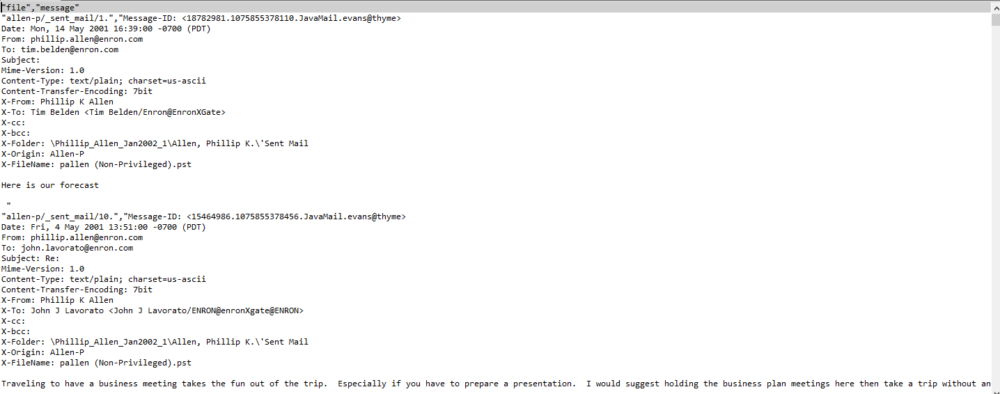 "file","message"
"allen-p/_sent_mail/1.","Message-ID: <18782981.1075855378110.JavaMail.evans@thyme>
Date: Mon, 14 May 2001 16:39:00 -0700 (PDT)
From: phillip.allen@enron.com
To: tim.belden@enron.com
Subject:
Mime-Version: 1.0
Content-Type: text/plain; charset=us-ascii
Content-Transfer-Encoding: 7bit
X-From: Phillip K Allen
X-To: Tim Belden <Tim Belden/Enron@EnronXGate>
X-cc:
X-bcc:
X-Folder: \Phillip_Allen_Jan2002_1\Allen, Phillip K.\'Sent Mail
X-Origin: Allen-P
X-FileName: pallen (Non-Privileged).pst

Here is our forecast

 "
"allen-p/_sent_mail/10.","Message-ID: <15464986.1075855378456.JavaMail.evans@thyme>
Date: Fri, 4 May 2001 13:51:00 -0700 (PDT)
From: phillip.allen@enron.com
To: john.lavorato@enron.com
Subject: Re:
Mime-Version: 1.0
Content-Type: text/plain; charset=us-ascii
Content-Transfer-Encoding: 7bit
X-From: Phillip K Allen
X-To: John J Lavorato <John J Lavorato/ENRON@enronXgate@ENRON>
X-cc:
X-bcc:
X-Folder: \Phillip_Allen_Jan2002_1\Allen, Phillip K.\'Sent Mail
X-Origin: Allen-P
X-FileName: pallen (Non-Privileged).pst

Traveling to have a business meeting takes the fun out of the trip.  Especially if you have to prepare a presentation.  I would suggest holding the business plan meetings here then take a trip without an